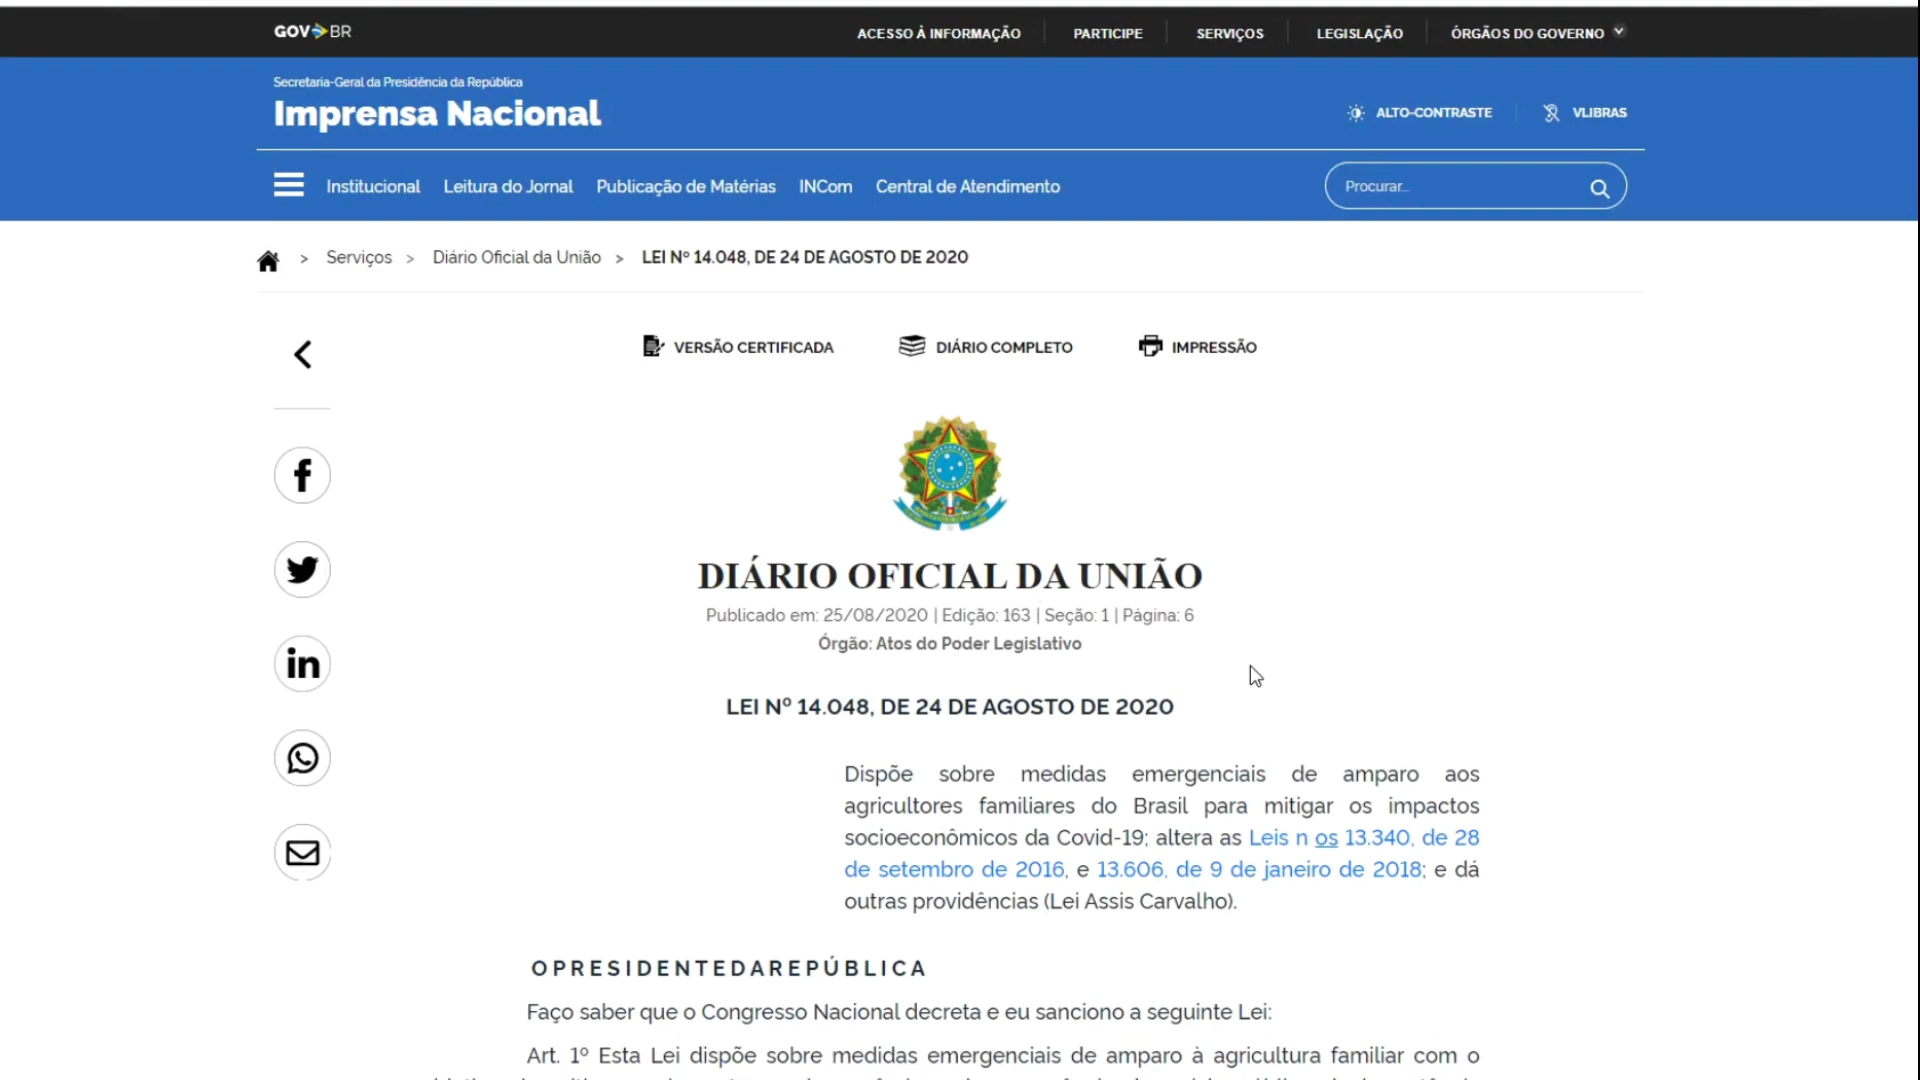 GOV BR
ACESSO À INFORMAÇÃO PARTICIPE SERVIÇOS LEGISLAÇÃO ÓRGÃOS DO GOVERNO
Secretaria-Geral da Presidência da República
Imprensa Nacional
ALTO-CONTRASTE VLIBRAS
Institucional Leitura do Jornal Publicação de Matérias INCom Central de Atendimento Procurar...
> Serviços > Diário Oficial da União > LEI Nº 14.048, DE 24 DE AGOSTO DE 2020
VERSÃO CERTIFICADA DIÁRIO COMPLETO IMPRESSÃO
DIÁRIO OFICIAL DA UNIÃO
Publicado em: 25/08/2020 | Edição: 163 | Seção: 1 | Página: 6
Órgão: Atos do Poder Legislativo
LEI Nº 14.048, DE 24 DE AGOSTO DE 2020
Dispõe sobre medidas emergenciais de amparo aos
agricultores familiares do Brasil para mitigar os impactos
socioeconômicos da Covid-19; altera as Leis n os 13.340, de 28
de setembro de 2016, e 13.606, de 9 de janeiro de 2018; e dá
outras providências (Lei Assis Carvalho).
O P R E S I D E N T E D A R E P Ú B L I C A
Faço saber que o Congresso Nacional decreta e eu sanciono a seguinte Lei:
Art. 1º Esta Lei dispõe sobre medidas emergenciais de amparo à agricultura familiar com o